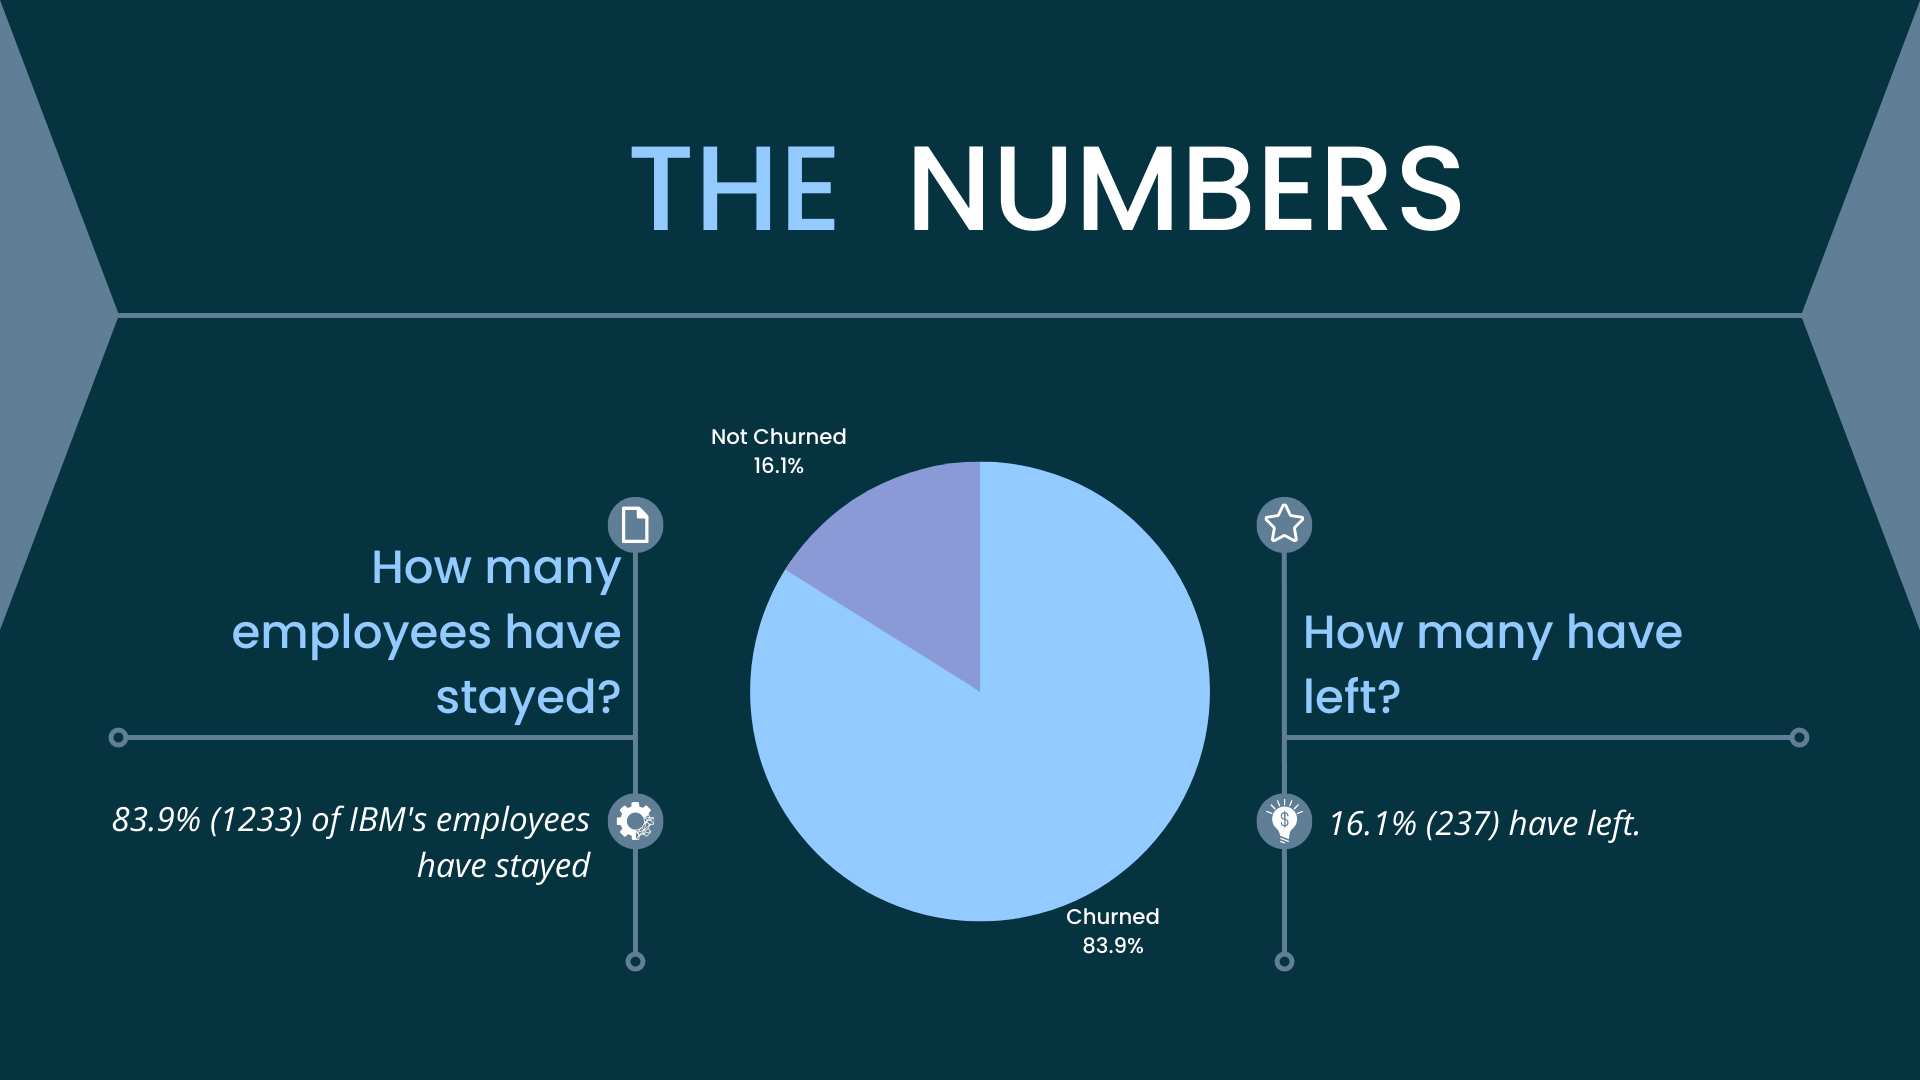 THE NUMBERS
Not Churned
16.1%
How many
employees have
stayed?
83.9% (1233) of IBM's employees
have stayed
Churned
83.9%
How many have
left?
$
16.1% (237) have left.